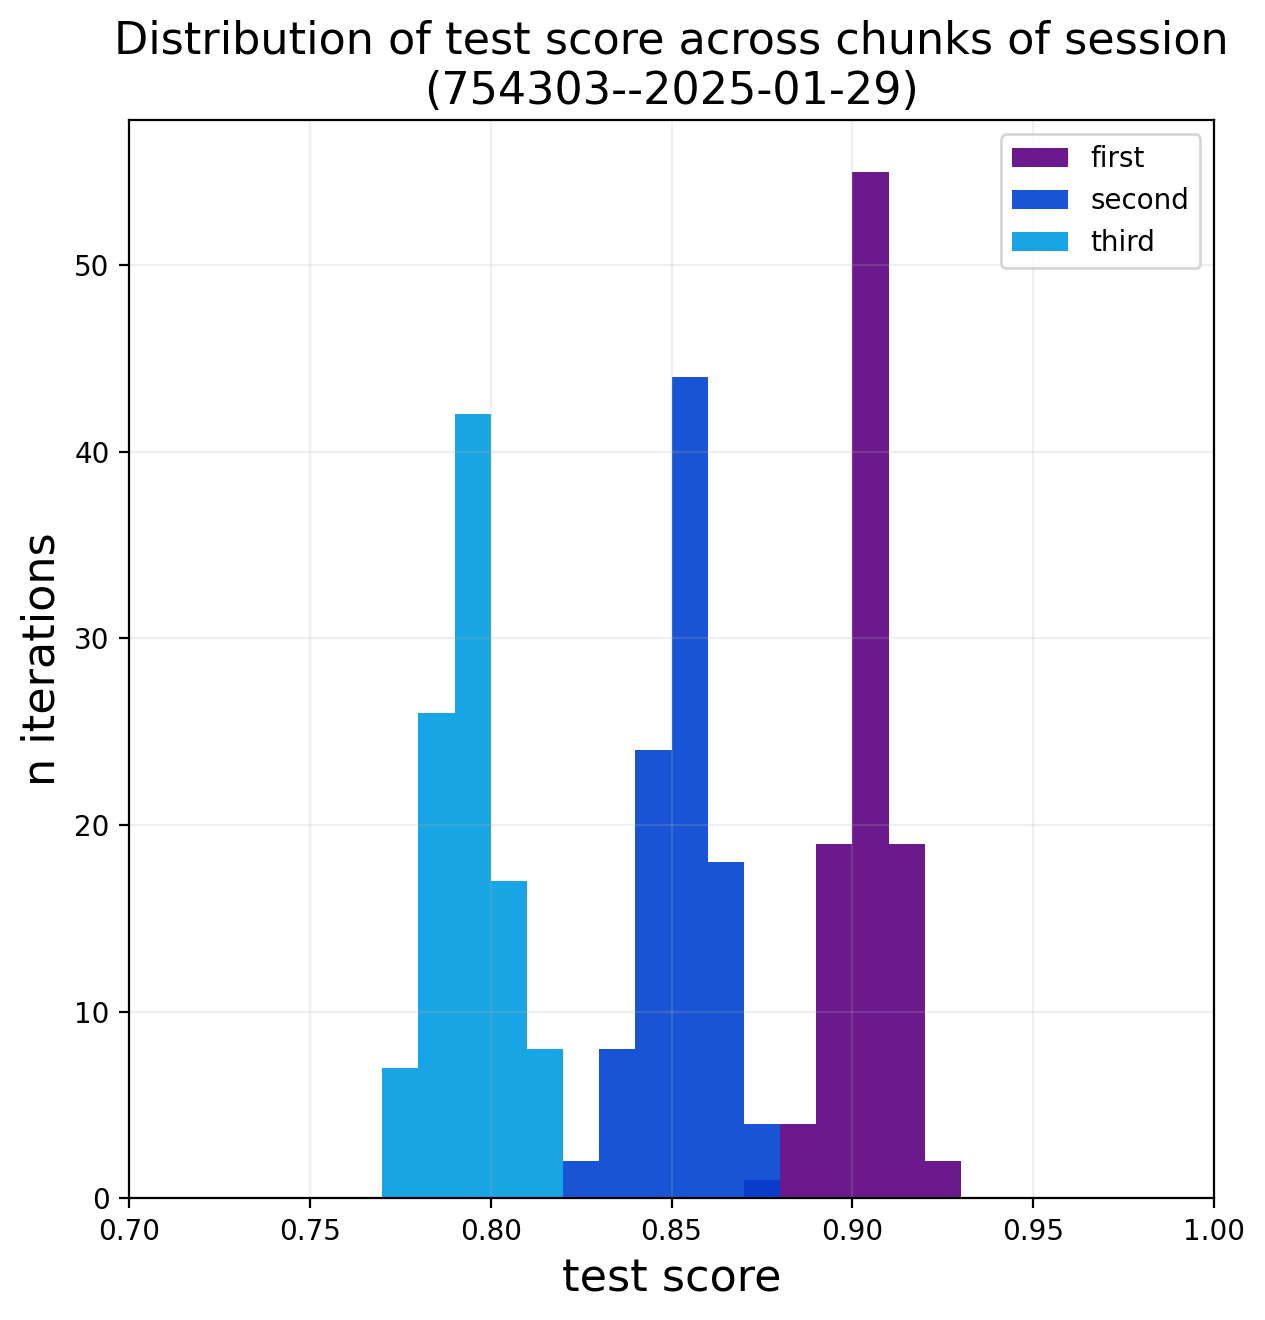 Distribution of test score across chunks of session
(754303--2025-01-29)
first
second
third
50
40
30
20
10
0
n iterations
0.70 0.75 0.80 0.85 0.90 0.95 1.00
test score